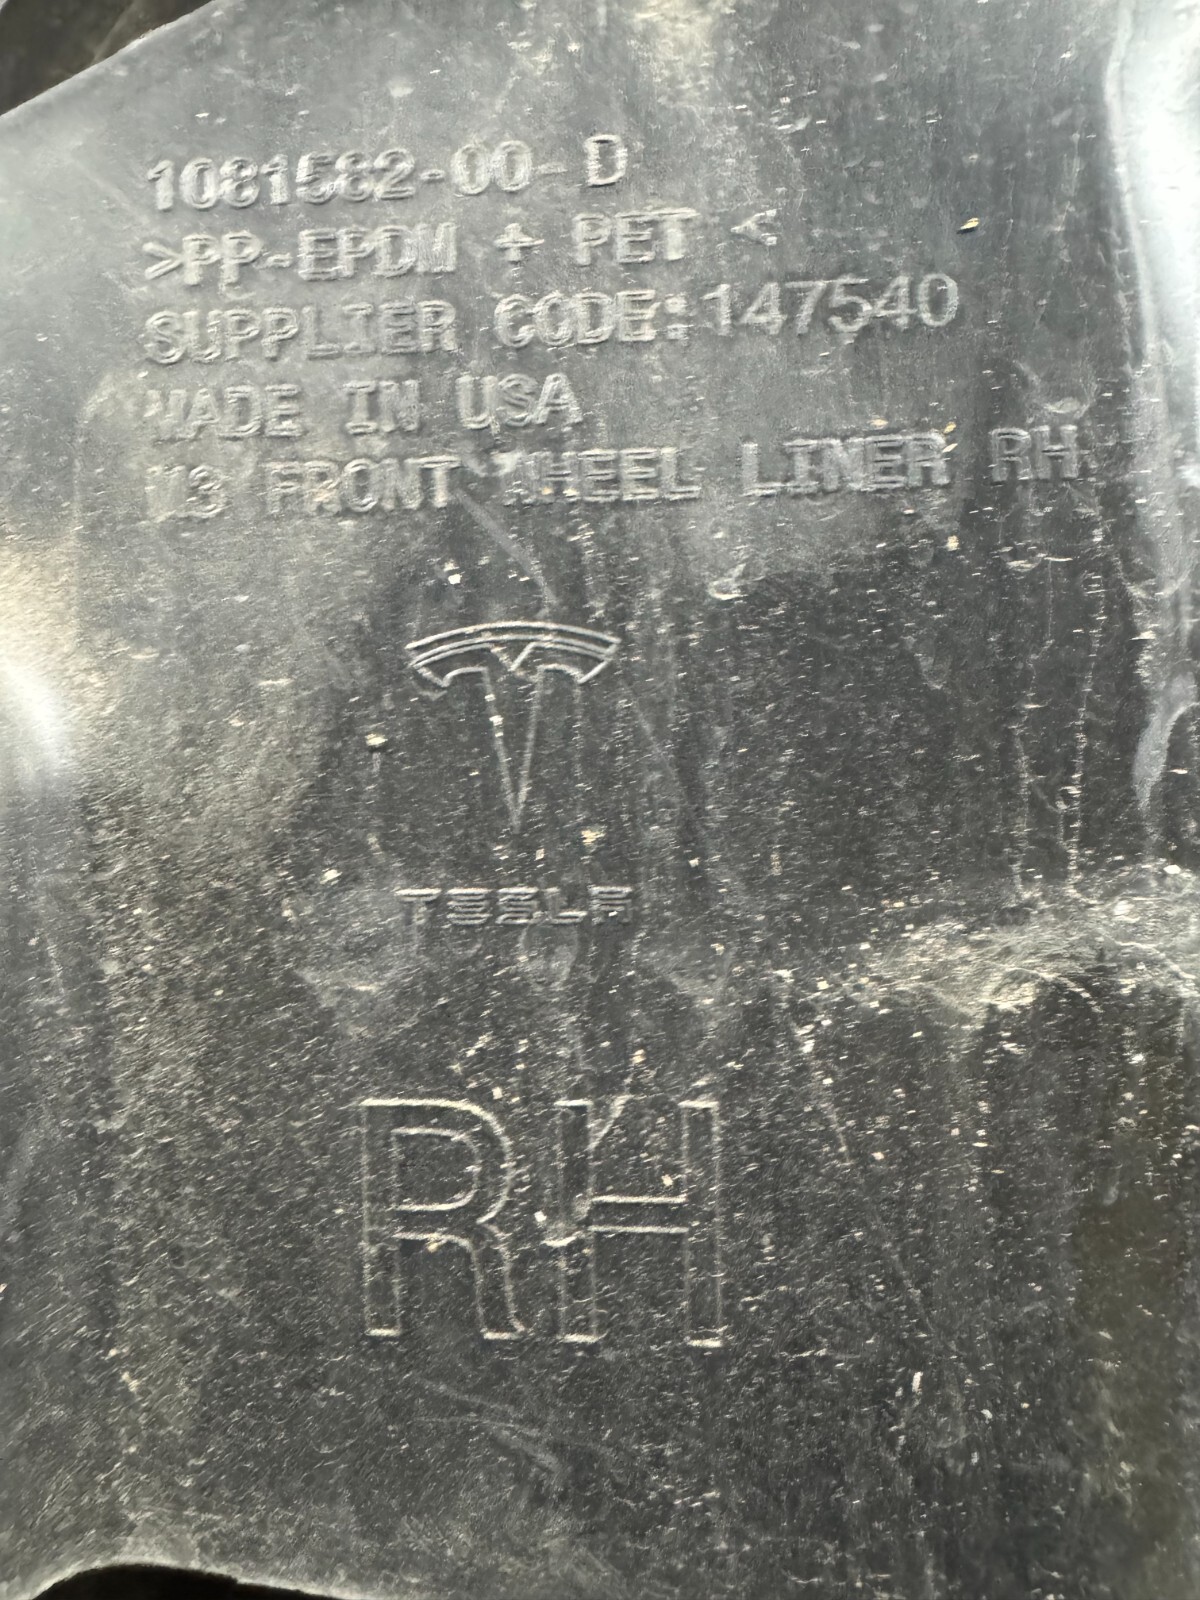 1081582-00-D
>PP-EPDM + PET <
SUPPLIER CODE:147540
MADE IN USA
M3 FRONT WHEEL LINER RH
TESLA
RH